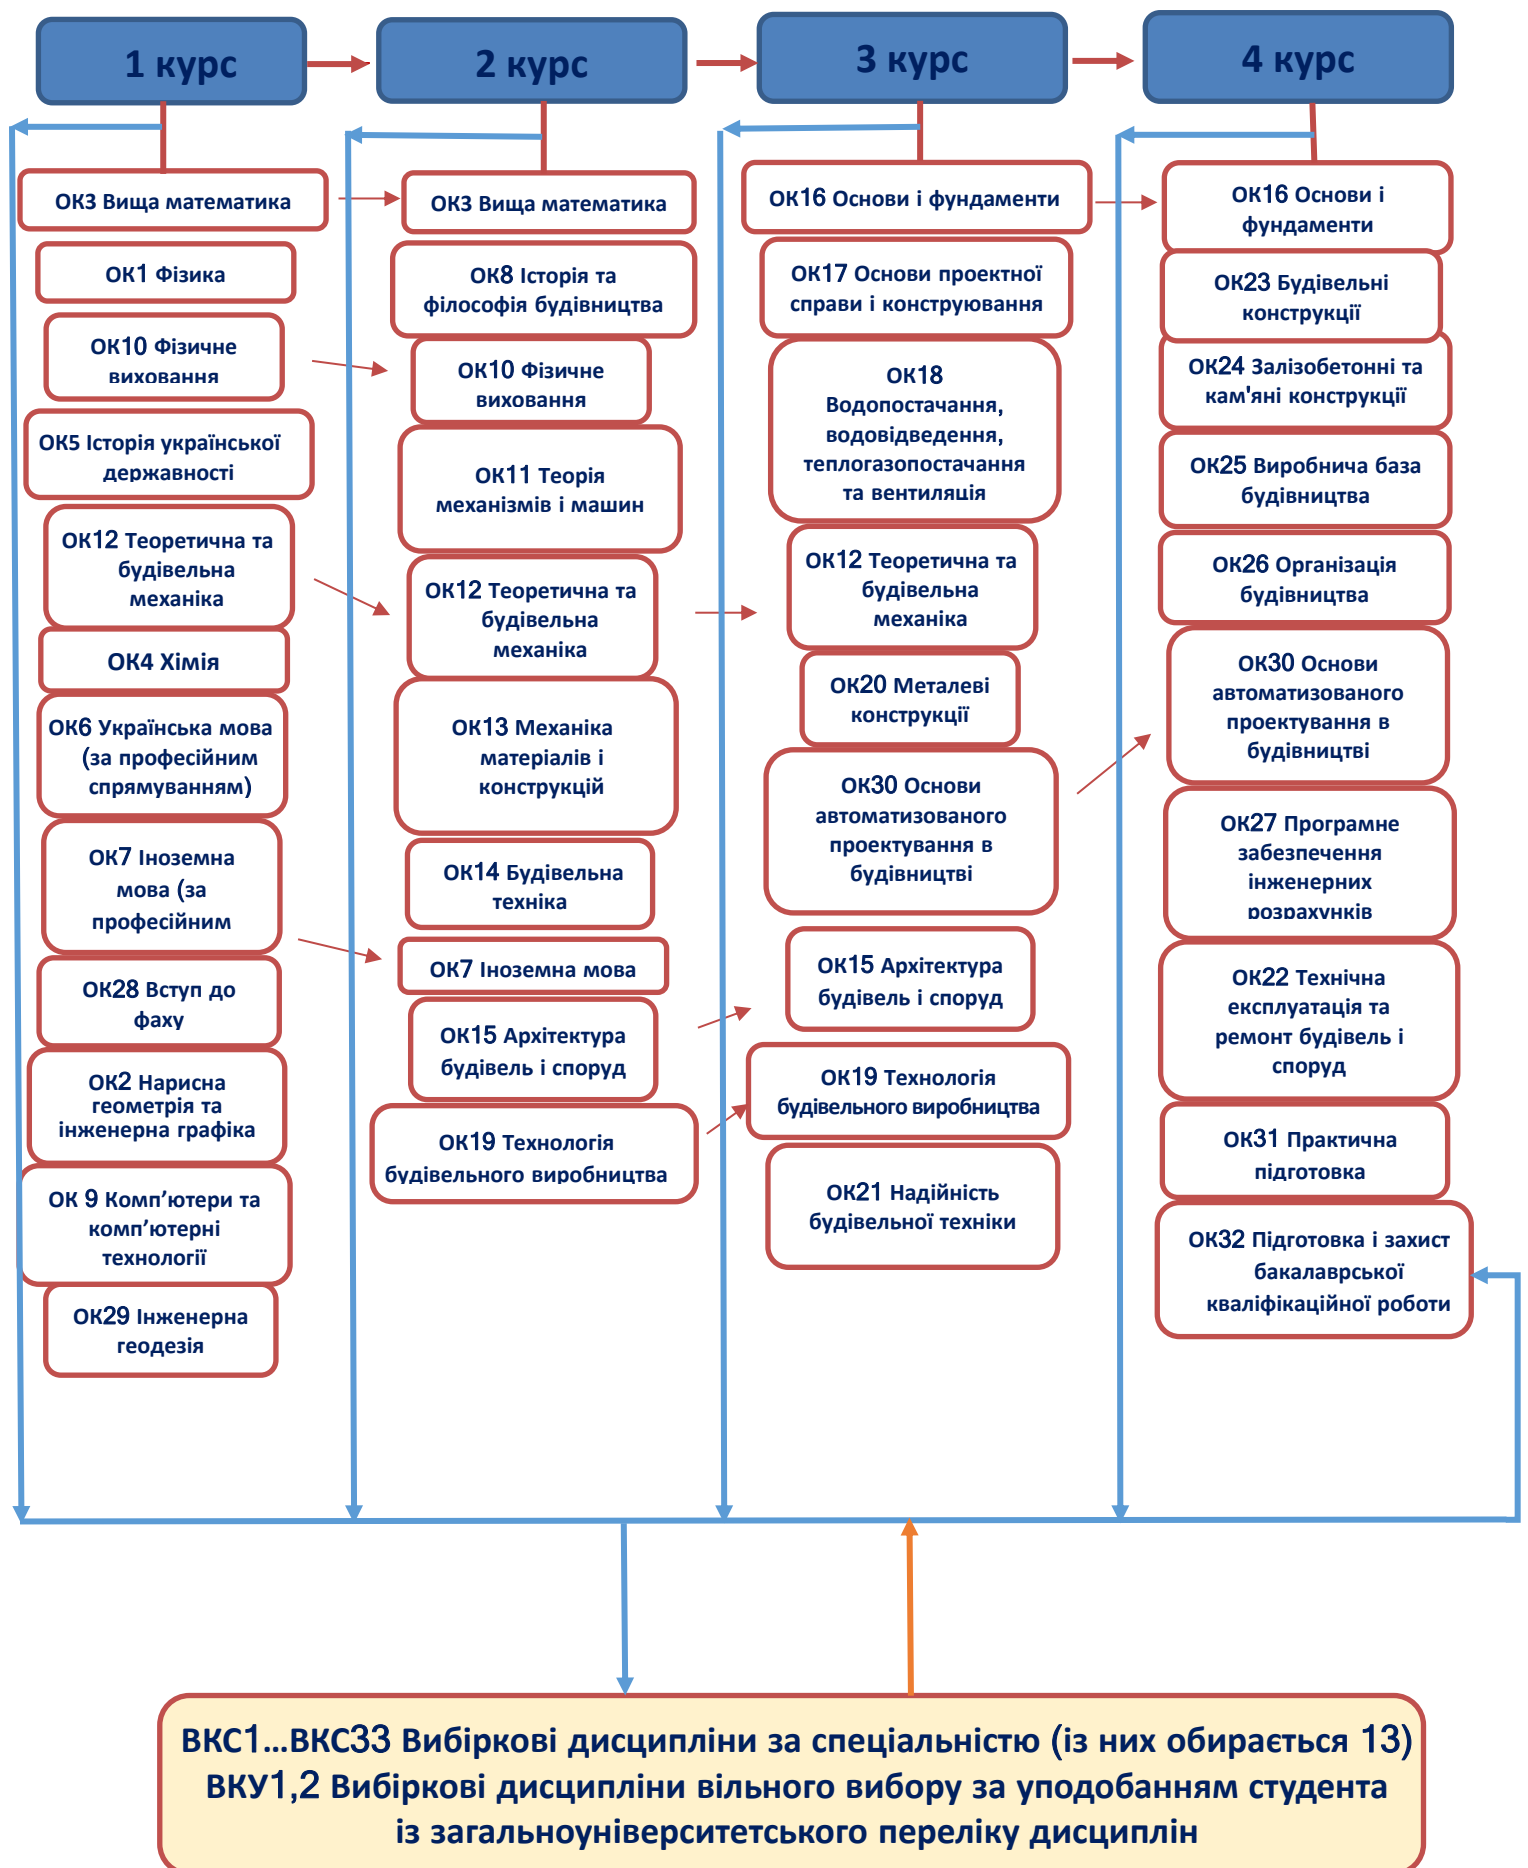 1 курс
2 курс
3 курс
4 курс
ОК3 Вища математика
ОК1 Фізика
ОК10 Фізичне
виховання
ОК5 Історія української
державності
ОК12 Теоретична та
будівельна
механіка
ОК4 Хімія
ОК6 Українська мова
(за професійним
спрямуванням)
ОК7 Іноземна
мова (за
професійним
ОК28 Вступ до
фаху
ОК2 Нарисна
геометрія та
інженерна графіка
ОК 9 Комп’ютери та
комп’ютерні
технології
ОК29 Інженерна
геодезія
ОК3 Вища математика
ОК8 Історія та
філософія будівництва
ОК10 Фізичне
виховання
ОК11 Теорія
механізмів і машин
ОК12 Теоретична та
будівельна
механіка
ОК13 Механіка
матеріалів і
конструкцій
ОК14 Будівельна
техніка
ОК7 Іноземна мова
ОК15 Архітектура
будівель і споруд
ОК19 Технологія
будівельного виробництва
ОК16 Основи і фундаменти
ОК17 Основи проектної
справи і конструювання
ОК18
Водопостачання,
водовідведення,
теплогазопостачання
та вентиляція
ОК12 Теоретична та
будівельна
механіка
ОК20 Металеві
конструкції
ОК30 Основи
автоматизованого
проектування в
будівництві
ОК15 Архітектура
будівель і споруд
ОК19 Технологія
будівельного виробництва
ОК21 Надійність
будівельної техніки
ОК16 Основи і
фундаменти
ОК23 Будівельні
конструкції
ОК24 Залізобетонні та
кам'яні конструкції
ОК25 Виробнича база
будівництва
ОК26 Організація
будівництва
ОК30 Основи
автоматизованого
проектування в
будівництві
ОК27 Програмне
забезпечення
інженерних
розрахунків
ОК22 Технічна
експлуатація та
ремонт будівель і
споруд
ОК31 Практична
підготовка
ОК32 Підготовка і захист
бакалаврської
кваліфікаційної роботи
ВКС1…ВКС33 Вибіркові дисципліни за спеціальністю (із них обирається 13)
ВКУ1,2 Вибіркові дисципліни вільного вибору за уподобанням студента
із загальноуніверситетського переліку дисциплін